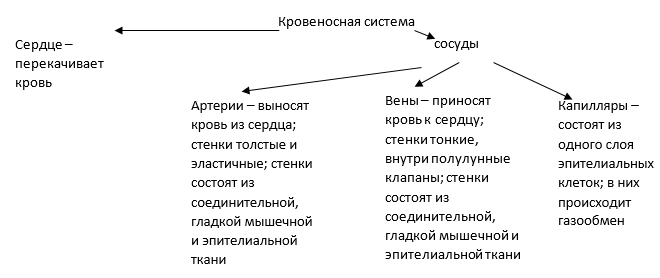 Кровеносная система
Сердце –
перекачивает
кровь
сосуды
Артерии – выносят
кровь из сердца;
стенки толстые и
эластичные; стенки
состоят из
соединительной,
гладкой мышечной
и эпителиальной
ткани
Вены – приносят
кровь к сердцу;
стенки тонкие,
внутри полулунные
клапаны; стенки
состоят из
соединительной,
гладкой мышечной и
эпителиальной ткани
Капилляры –
состоят из
одного слоя
эпителиальных
клеток; в них
происходит
газообмен